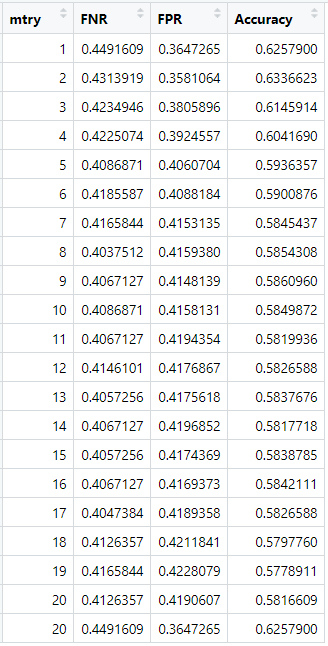 mtry FNR FPR Accuracy
1 0.4491609 0.3647265 0.6257900
2 0.4313919 0.3581064 0.6336623
3 0.4234946 0.3805896 0.6145914
4 0.4225074 0.3924557 0.6041690
5 0.4086871 0.4060704 0.5936357
6 0.4185587 0.4088184 0.5900876
7 0.4165844 0.4153135 0.5845437
8 0.4037512 0.4159380 0.5854308
9 0.4067127 0.4148139 0.5860960
10 0.4086871 0.4158131 0.5849872
11 0.4067127 0.4194354 0.5819936
12 0.4146101 0.4176867 0.5826588
13 0.4057256 0.4175618 0.5837676
14 0.4067127 0.4196852 0.5817718
15 0.4057256 0.4174369 0.5838785
16 0.4067127 0.4169373 0.5842111
17 0.4047384 0.4189358 0.5826588
18 0.4126357 0.4211841 0.5797760
19 0.4165844 0.4228079 0.5778911
20 0.4126357 0.4190607 0.5816609
20 0.4491609 0.3647265 0.6257900